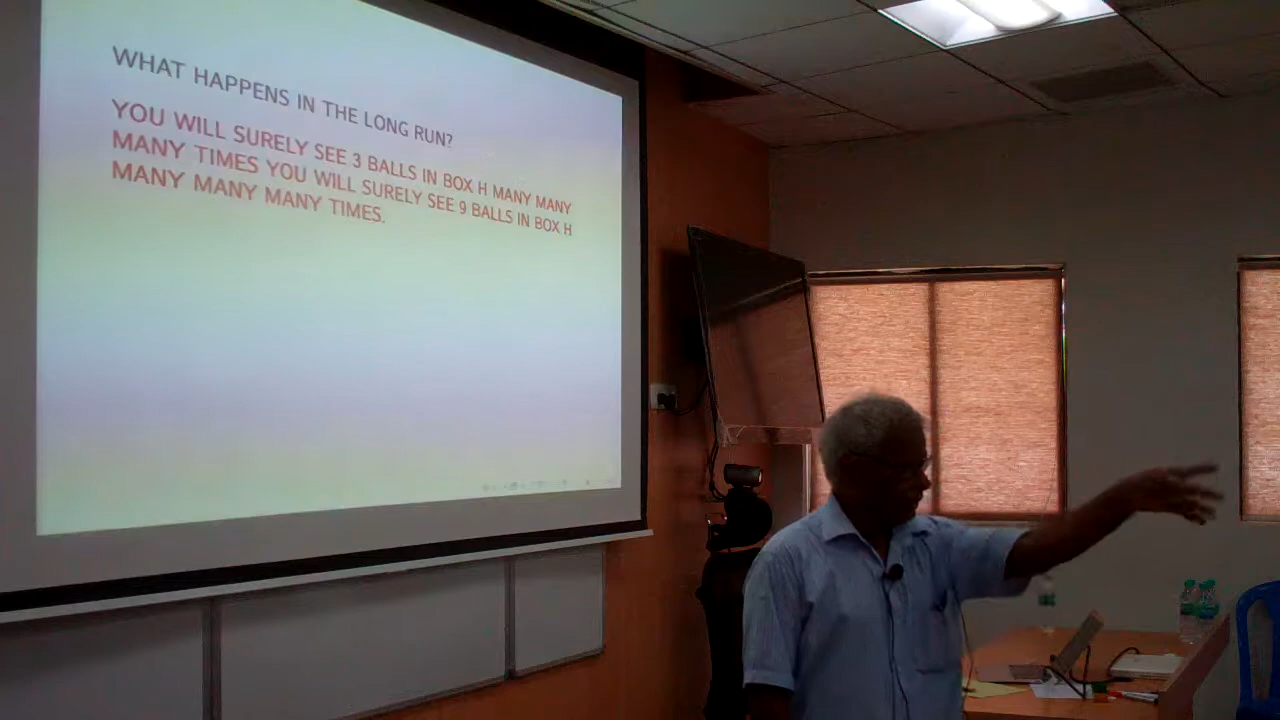 WHAT HAPPENS IN THE LONG RUN?
YOU WILL SURELY SEE 3 BALLS IN BOX H MANY MANY
MANY TIMES YOU WILL SURELY SEE 9 BALLS IN BOX H
MANY MANY MANY TIMES.